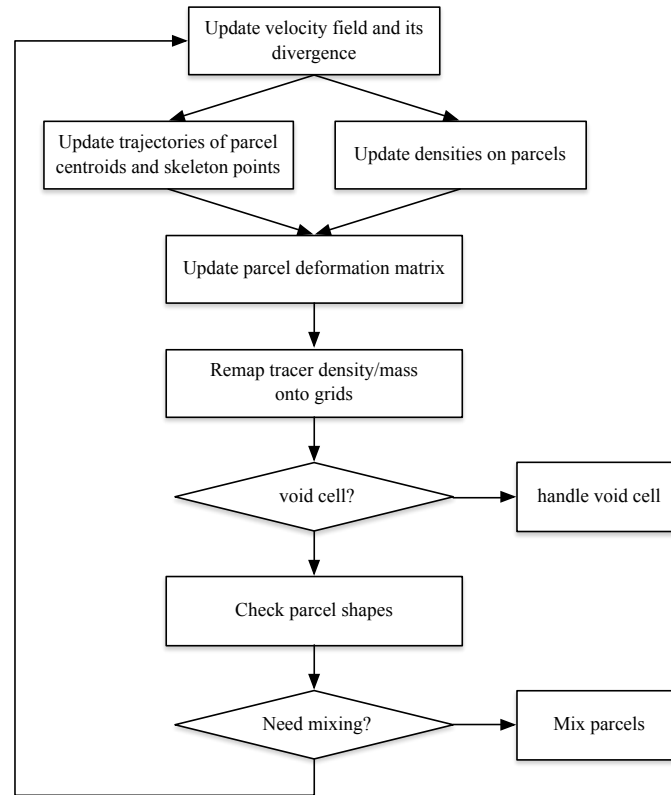 Update velocity field and its
divergence
Update trajectories of parcel
centroids and skeleton points
Update densities on parcels
Update parcel deformation matrix
Remap tracer density/mass
onto grids
void cell?
handle void cell
Check parcel shapes
Need mixing?
Mix parcels